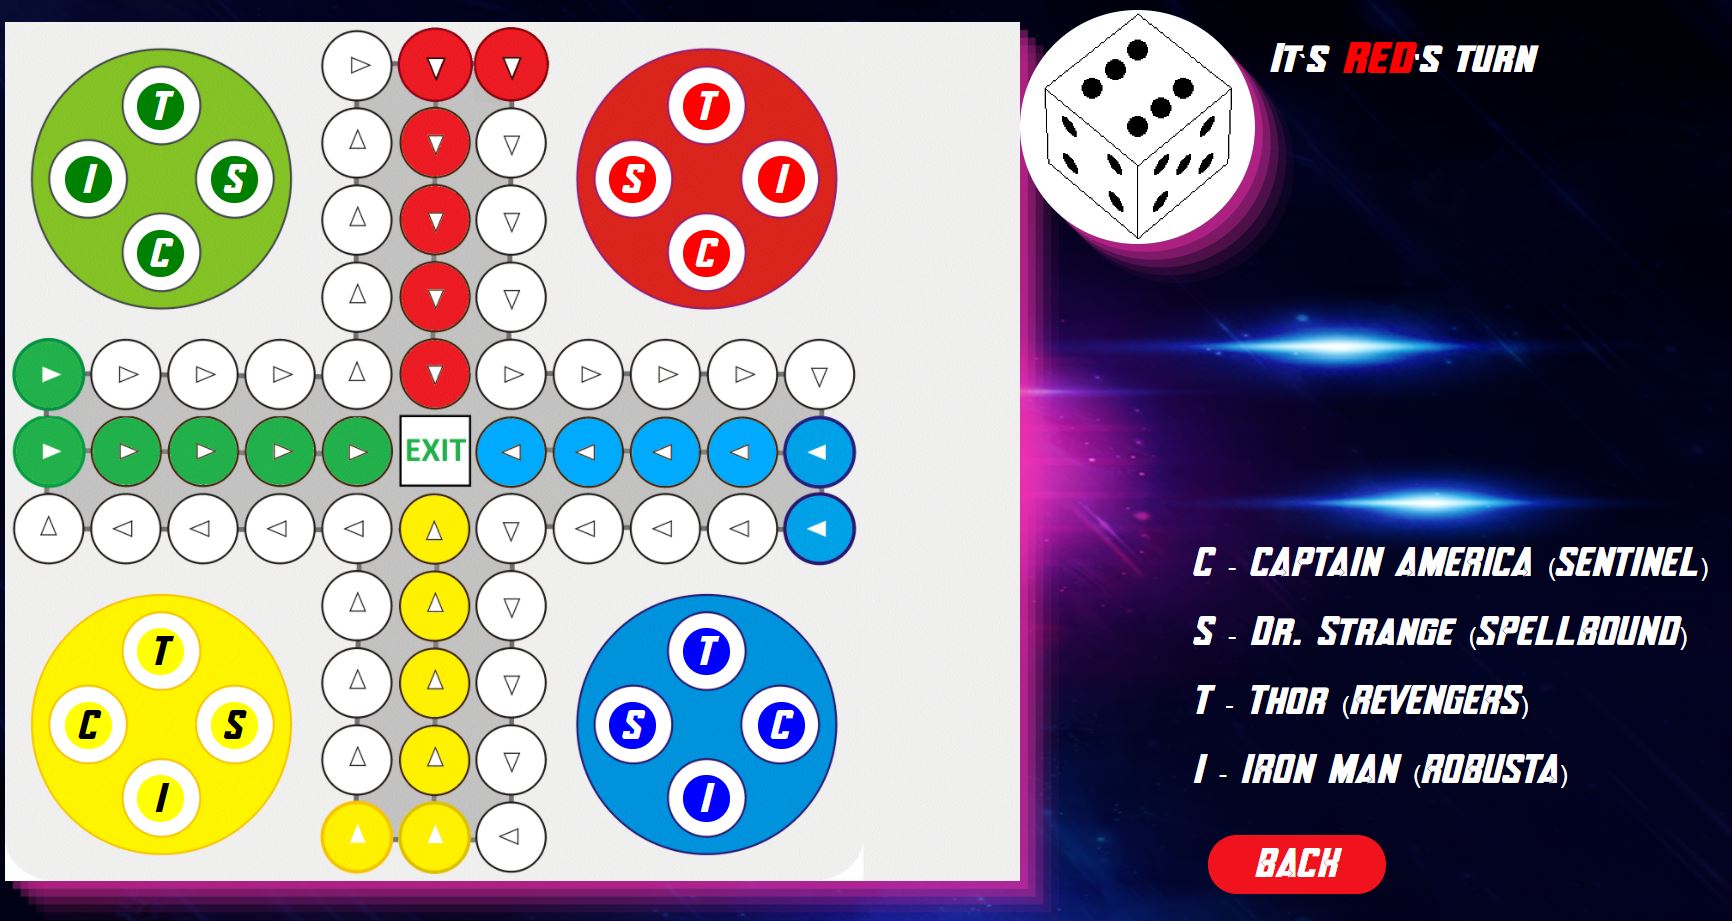 IT'S RED'S TURN
T
I
S
C
T
S
I
C
EXIT
T
C
S
I
T
S
C
I
C - CAPTAIN AMERICA (SENTINEL)
S - DR. STRANGE (SPELLBOUND)
T - THOR (REVENGERS)
I - IRON MAN (ROBUSTA)
BACK